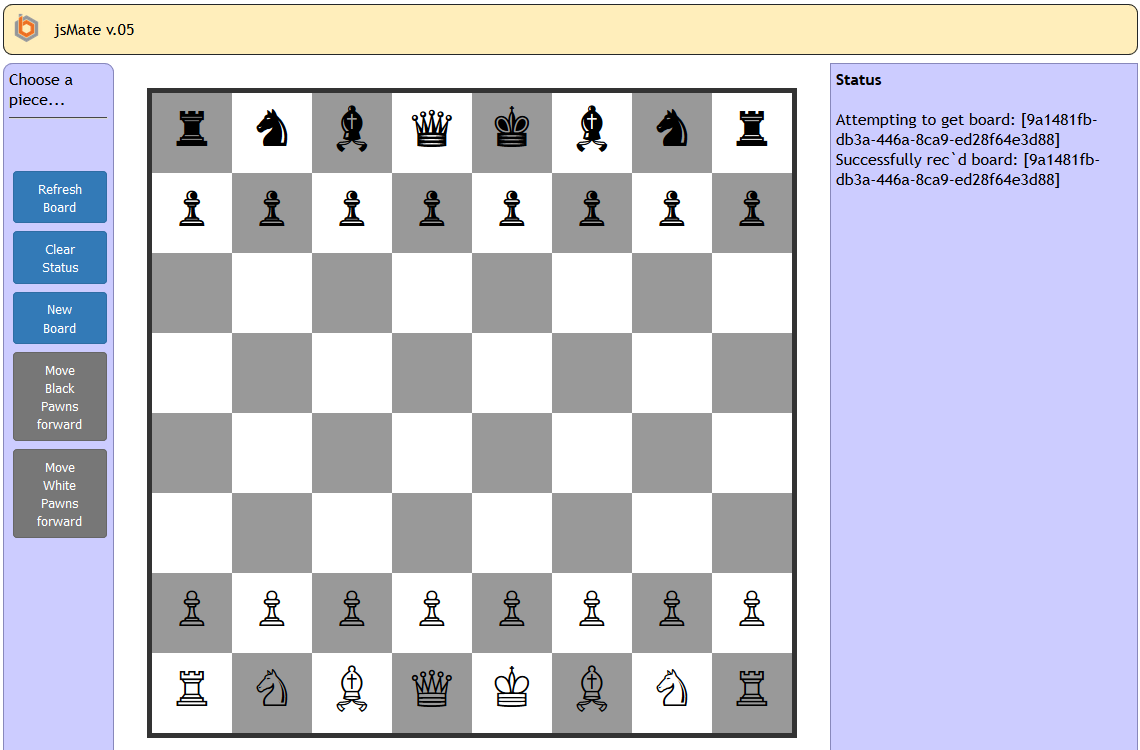 jsMate v.05
Choose a
piece...
Refresh
Board
Clear
Status
New
Board
Move
Black
Pawns
forward
Move
White
Pawns
forward
Status
Attempting to get board: [9a1481fb-
db3a-446a-8ca9-ed28f64e3d88]
Successfully rec`d board: [9a1481fb-
db3a-446a-8ca9-ed28f64e3d88]